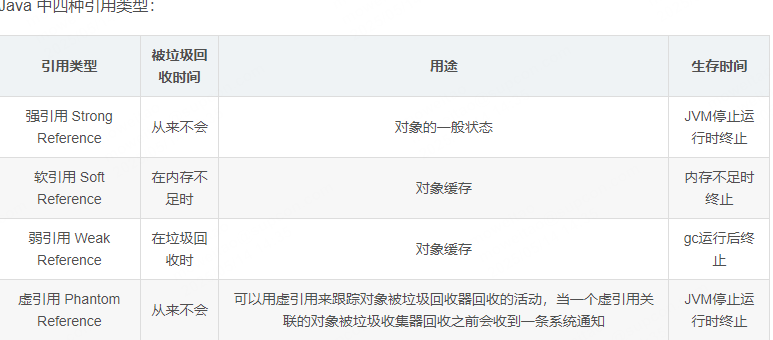 Java 中四种引用类型：
引用类型
被垃圾回
收时间
用途
生存时间
强引用 Strong
Reference
从来不会
对象的一般状态
JVM停止运
行时终止
软引用 Soft
Reference
在内存不
足时
对象缓存
内存不足时
终止
弱引用 Weak
Reference
在垃圾回
收时
对象缓存
gc运行后终
止
虚引用 Phantom
Reference
从来不会
可以用虚引用来跟踪对象被垃圾回收器回收的活动，当一个虚引用关
联的对象被垃圾收集器回收之前会收到一条系统通知
JVM停止运
行时终止